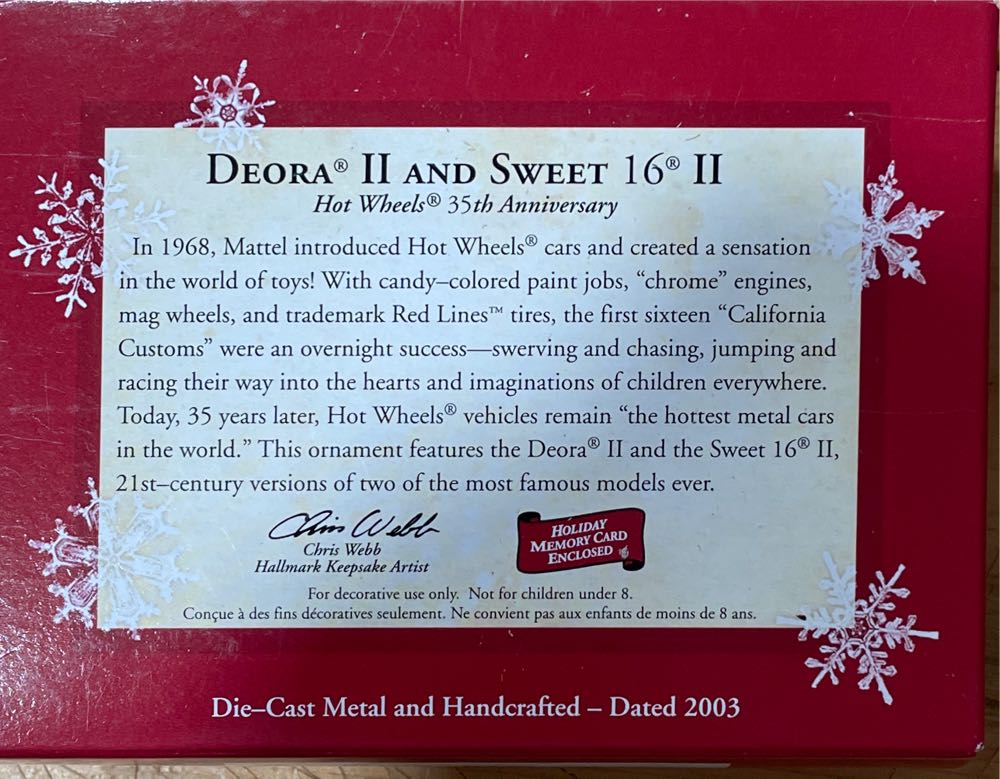 DEORA® II AND SWEET 16® II
Hot Wheels® 35th Anniversary
In 1968, Mattel introduced Hot Wheels® cars and created a sensation
in the world of toys! With candy–colored paint jobs, “chrome” engines,
mag wheels, and trademark Red Lines™ tires, the first sixteen “California
Customs” were an overnight success—swerving and chasing, jumping and
racing their way into the hearts and imaginations of children everywhere.
Today, 35 years later, Hot Wheels® vehicles remain “the hottest metal cars
in the world.” This ornament features the Deora® II and the Sweet 16® II,
21st–century versions of two of the most famous models ever.
Chris Webb
Chris Webb
Hallmark Keepsake Artist
HOLIDAY
MEMORY CARD
ENCLOSED
For decorative use only. Not for children under 8.
Conçue à des fins décoratives seulement. Ne convient pas aux enfants de moins de 8 ans.
Die–Cast Metal and Handcrafted – Dated 2003